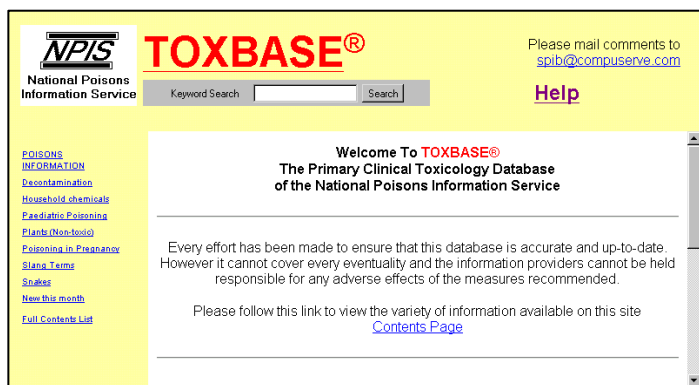 NPIS
National Poisons
Information Service
TOXBASE®
Keyword Search
Search
Please mail comments to
spib@compuserve.com
Help
POISONS
INFORMATION
Decontamination
Household chemicals
Paediatric Poisoning
Plants (Non-toxic)
Poisoning in Pregnancy
Slang Terms
Snakes
New this month
Full Contents List
Welcome To TOXBASE®
The Primary Clinical Toxicology Database
of the National Poisons Information Service
Every effort has been made to ensure that this database is accurate and up-to-date.
However it cannot cover every eventuality and the information providers cannot be held
responsible for any adverse effects of the measures recommended.
Please follow this link to view the variety of information available on this site
Contents Page